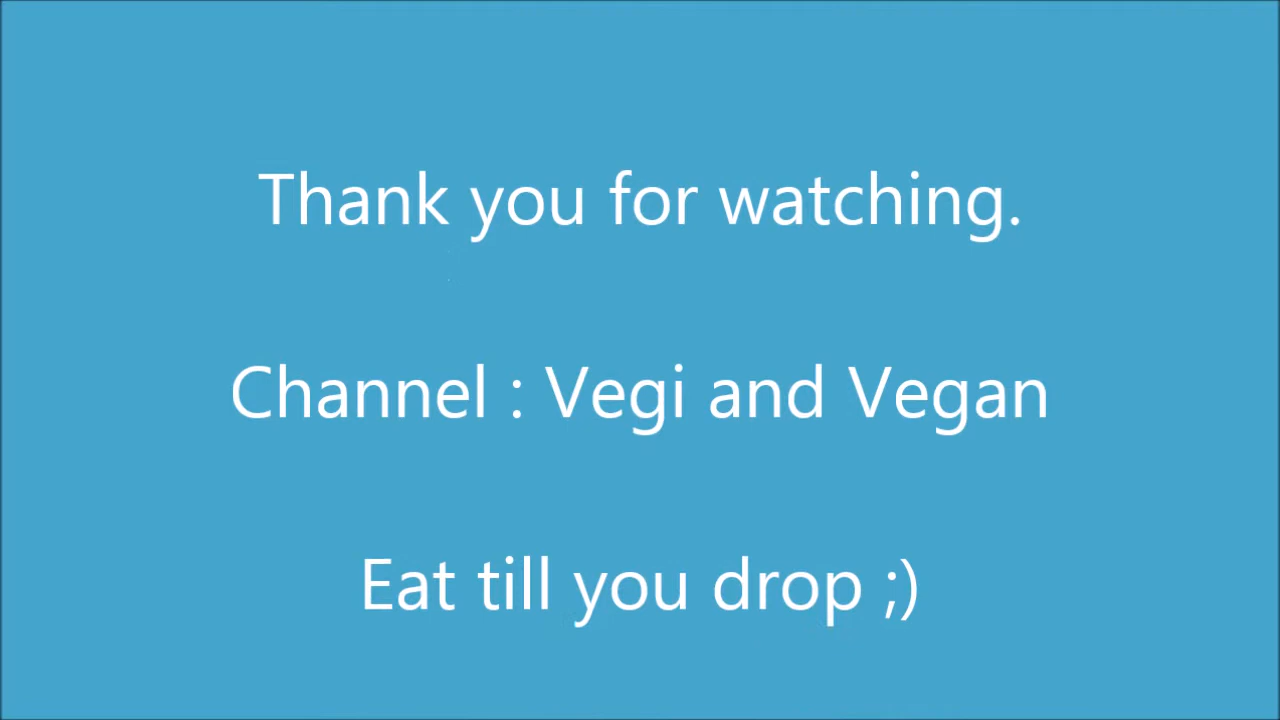 Thank you for watching.
Channel : Vegi and Vegan
Eat till you drop ;)